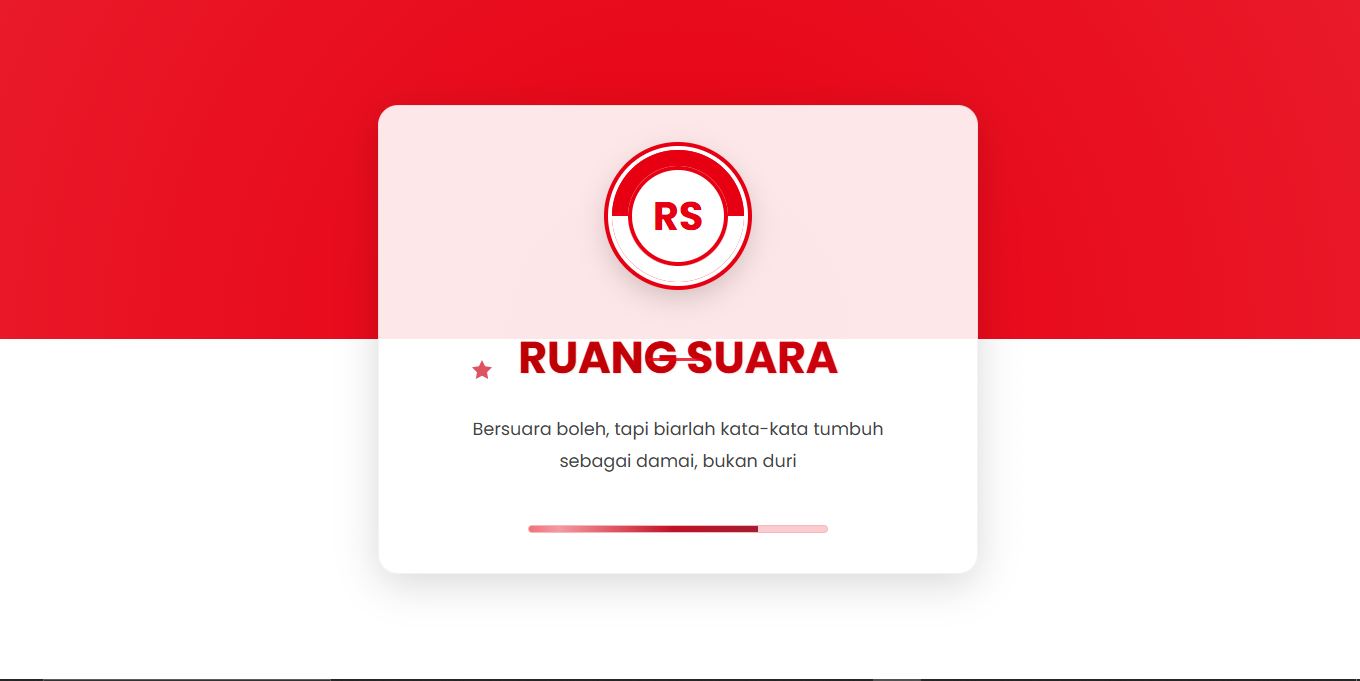 RS
RUANG SUARA
Bersuara boleh, tapi biarlah kata-kata tumbuh
sebagai damai, bukan duri